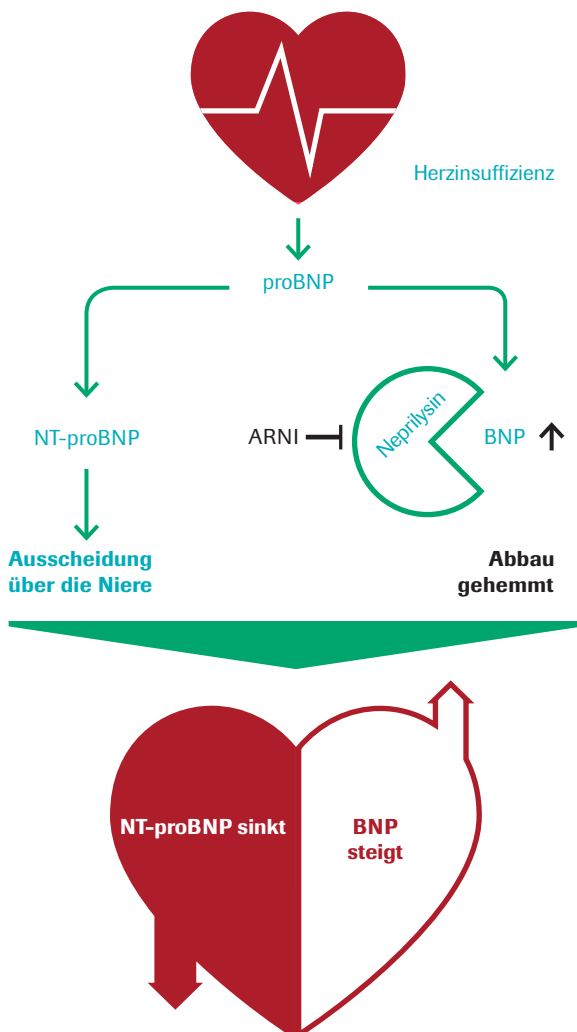 Herzinsuffizienz
proBNP
NT-proBNP
ARNI
Neprilysin
BNP
Ausscheidung
über die Niere
Abbau
gehemmt
NT-proBNP sinkt
BNP
steigt